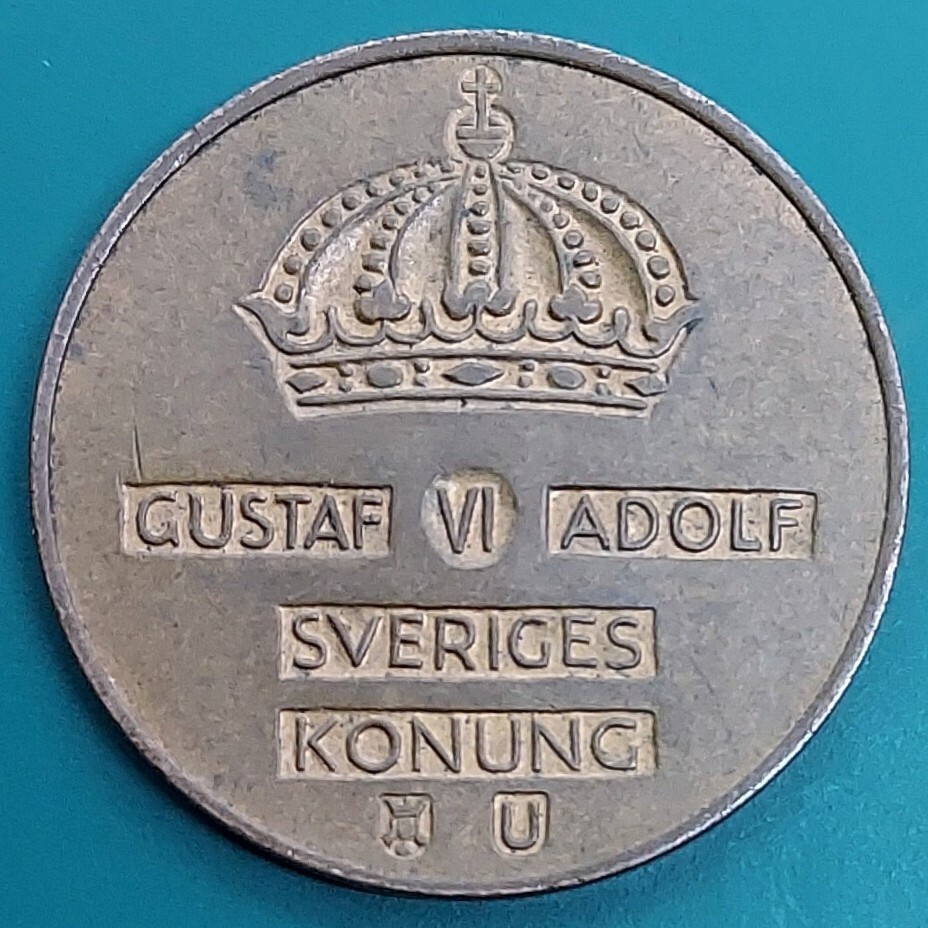 GUSTAF VI ADOLF
SVERIGES
KONUNG
U